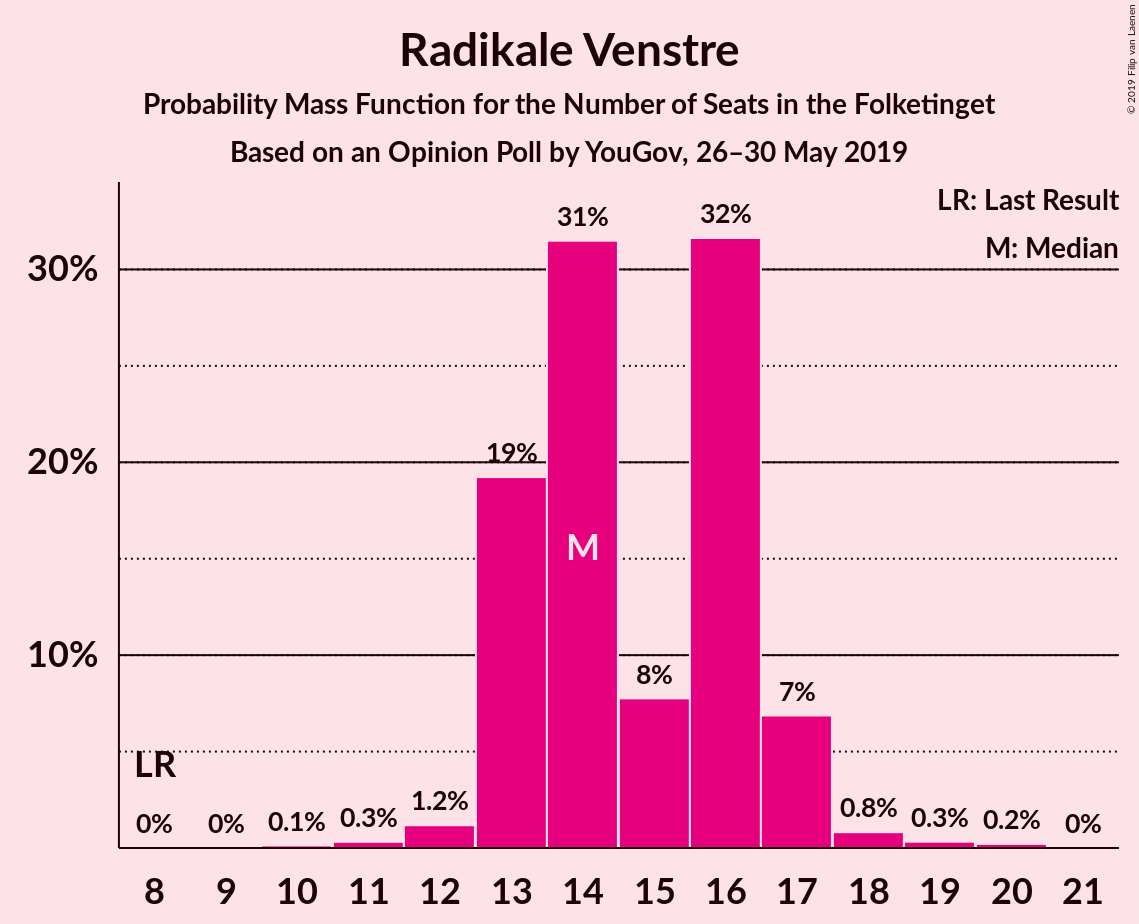 Radikale Venstre
Probability Mass Function for the Number of Seats in the Folketinget
Based on an Opinion Poll by YouGov, 26–30 May 2019
© 2019 Filip van Laenen
LR: Last Result
M: Median
30%
20%
10%
0%
0%
0.1%
0.3%
1.2%
19%
31%
8%
32%
7%
0.8%
0.3%
0.2%
0%
LR
M
8 9 10 11 12 13 14 15 16 17 18 19 20 21